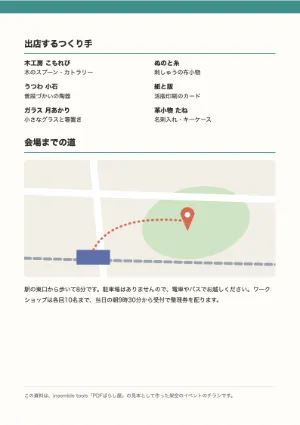 出店するつくり手
木工房 こもれび
木のスプーン・カトラリー
ぬのと糸
刺しゅうの布小物
うつわ 小石
普段づかいの陶器
紙と版
活版印刷のカード
ガラス 月あかり
小さなグラスと箸置き
革小物 たね
名刺入れ・キーケース
会場までの道
駅の東口から歩いて8分です。駐車場はありませんので、電車やバスでお越しください。ワーク
ショップは各回10名まで、当日の朝9時30分から受付で整理券を配ります。
この資料は、irocomble tools「PDFばらし屋」の見本として作った架空のイベントのチラシです。